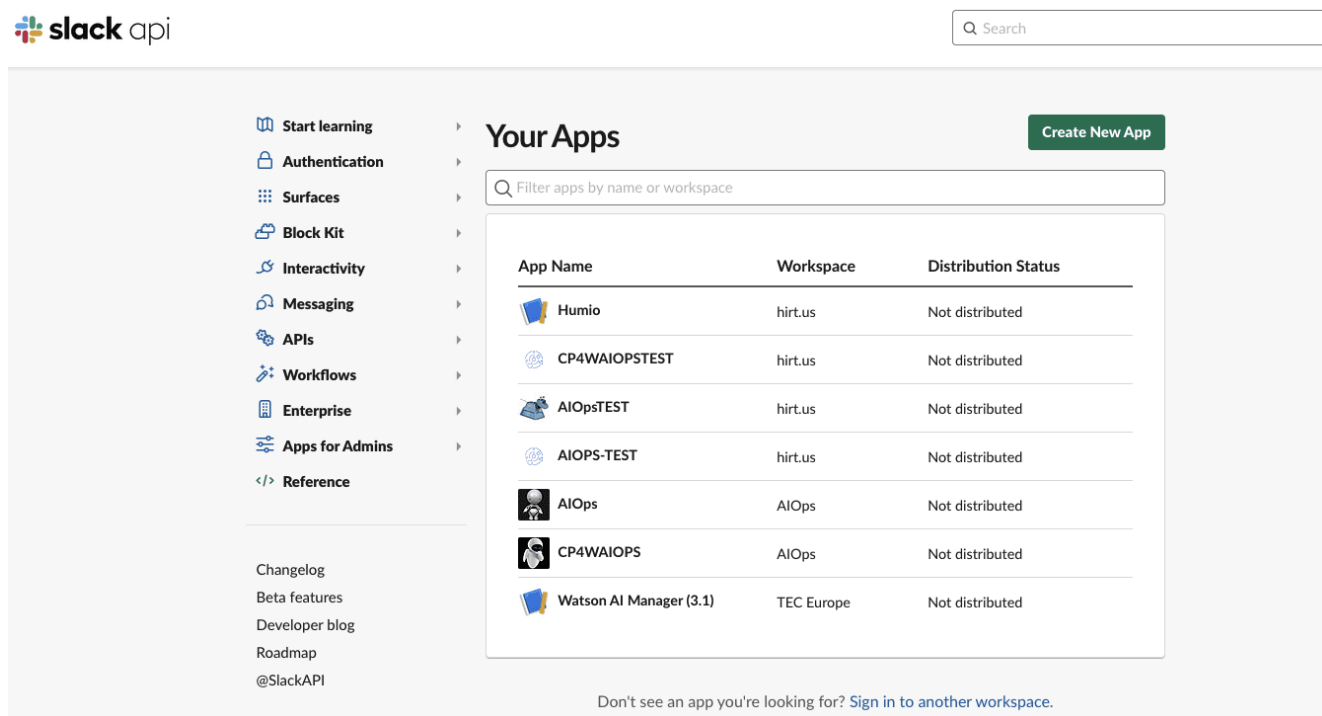 slack api
Search
Start learning
Authentication
Surfaces
Block Kit
Interactivity
Messaging
APIs
Workflows
Enterprise
Apps for Admins
Reference
Changelog
Beta features
Developer blog
Roadmap
@SlackAPI
Your Apps
Create New App
Filter apps by name or workspace
App Name Workspace Distribution Status
Humio hirt.us Not distributed
CP4WAIOPSTEST hirt.us Not distributed
AIOpsTEST hirt.us Not distributed
AIOPS-TEST hirt.us Not distributed
AIOps AIOps Not distributed
CP4WAIOPS AIOps Not distributed
Watson AI Manager (3.1) TEC Europe Not distributed
Don't see an app you're looking for? Sign in to another workspace.